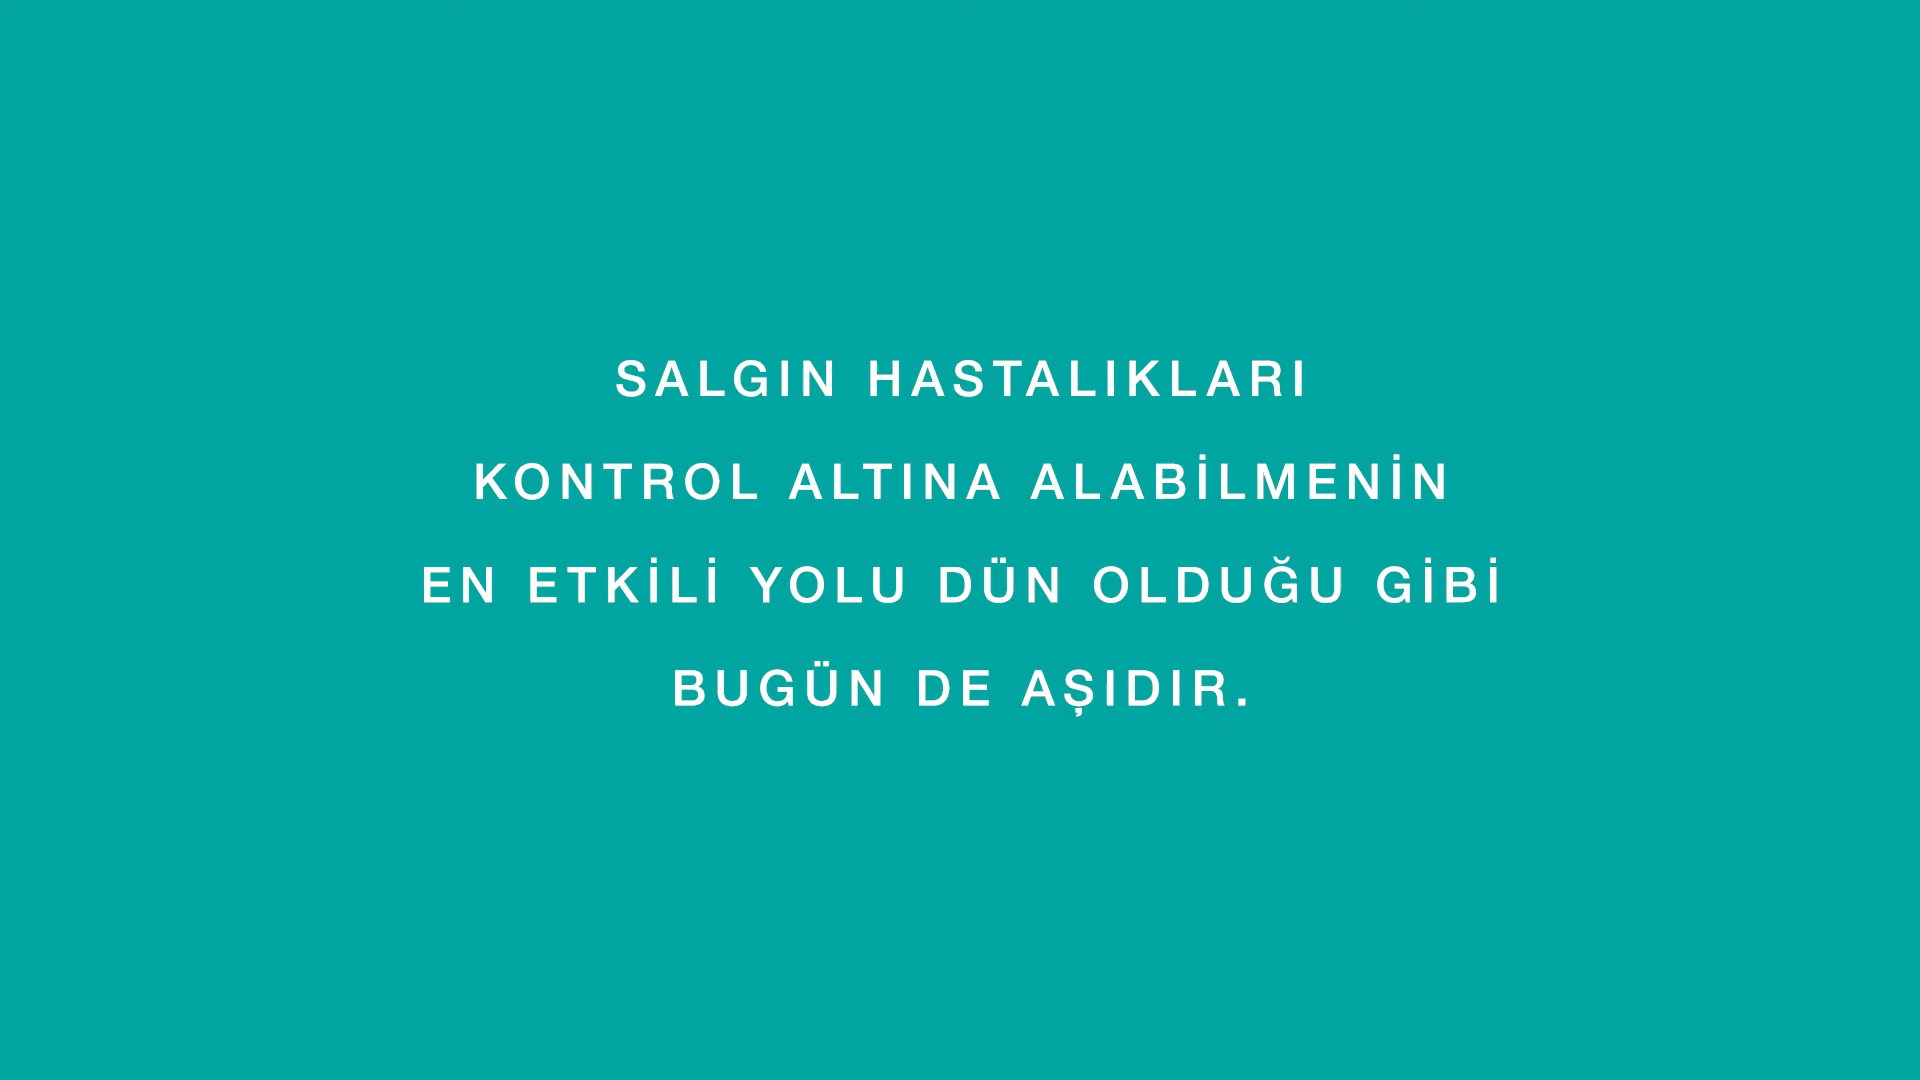 SALGIN HASTALIKLARI
KONTROL ALTINA ALABİLMENİN
EN ETKİLİ YOLU DÜN OLDUĞU GİBİ
BUGÜN DE AŞIDIR.